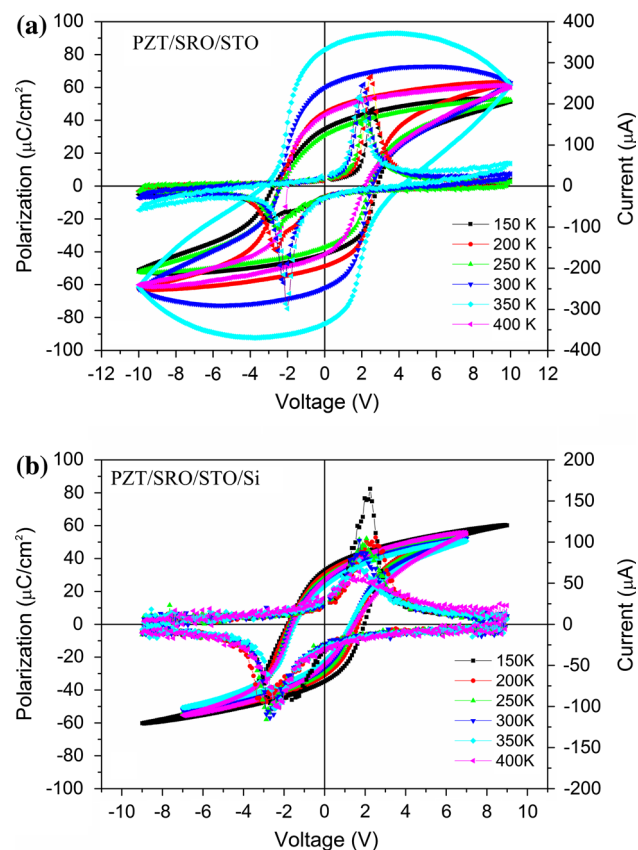 (a)
PZT/SRO/STO
100
80
60
40
20
0
-20
-40
-60
-80
-100
Polarization (μC/cm²)
400
300
200
100
0
-100
-200
-300
-400
Current (μA)
150 K
200 K
250 K
300 K
350 K
400 K
-12 -10 -8 -6 -4 -2 0 2 4 6 8 10 12
Voltage (V)
(b)
PZT/SRO/STO/Si
100
80
60
40
20
0
-20
-40
-60
-80
-100
Polarization (μC/cm²)
200
150
100
50
0
-50
-100
-150
-200
Current (μA)
150K
200K
250K
300K
350K
400K
-10 -8 -6 -4 -2 0 2 4 6 8 10
Voltage (V)